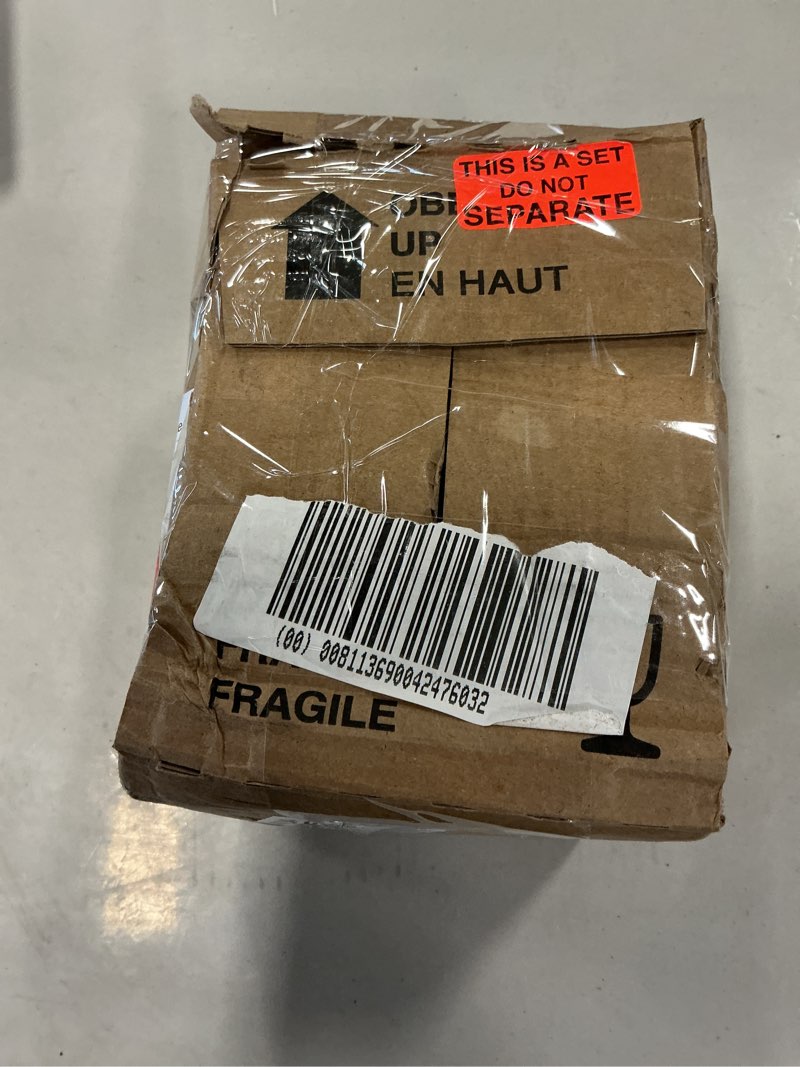 THIS IS A SET
DO NOT
SEPARATE
UP
EN HAUT
(00) 008113690042476032
FRAGILE